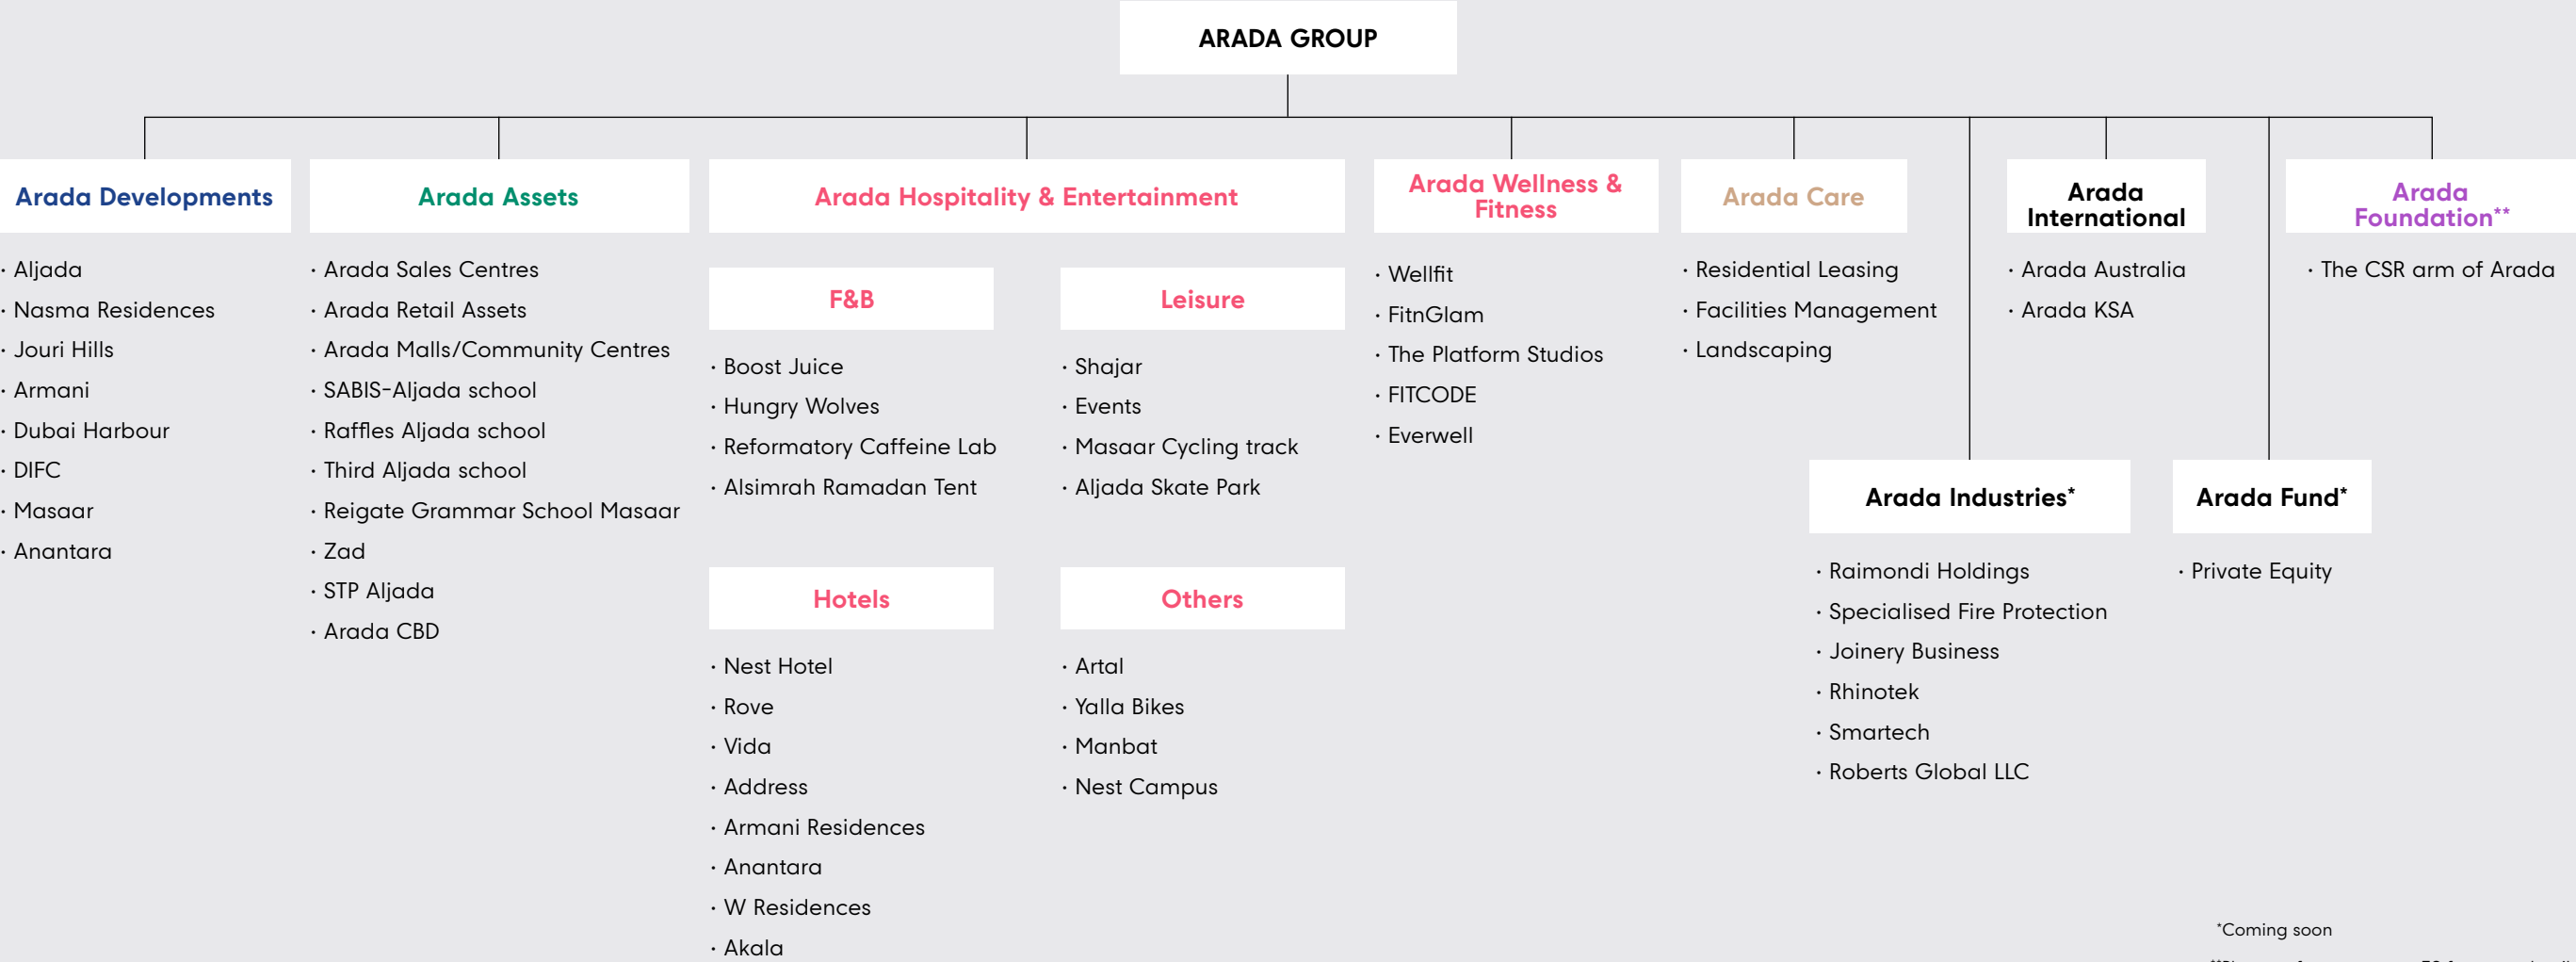 ARADA GROUP
Arada Developments
· Aljada
· Nasma Residences
· Jouri Hills
· Armani
· Dubai Harbour
· DIFC
· Masaar
· Anantara
Arada Assets
· Arada Sales Centres
· Arada Retail Assets
· Arada Malls/Community Centres
· SABIS-Aljada school
· Raffles Aljada school
· Third Aljada school
· Reigate Grammar School Masaar
· Zad
· STP Aljada
· Arada CBD
Arada Hospitality & Entertainment
F&B
· Boost Juice
· Hungry Wolves
· Reformatory Caffeine Lab
· Alsimrah Ramadan Tent
Leisure
· Shajar
· Events
· Masaar Cycling track
· Aljada Skate Park
Hotels
· Nest Hotel
· Rove
· Vida
· Address
· Armani Residences
· Anantara
· W Residences
· Akala
Others
· Artal
· Yalla Bikes
· Manbat
· Nest Campus
Arada Wellness &
Fitness
· Wellfit
· FitnGlam
· The Platform Studios
· FITCODE
· Everwell
Arada Care
· Residential Leasing
· Facilities Management
· Landscaping
Arada Industries*
· Raimondi Holdings
· Specialised Fire Protection
· Joinery Business
· Rhinotek
· Smartech
· Roberts Global LLC
Arada
International
· Arada Australia
· Arada KSA
Arada Fund*
· Private Equity
Arada
Foundation**
· The CSR arm of Arada
*Coming soon